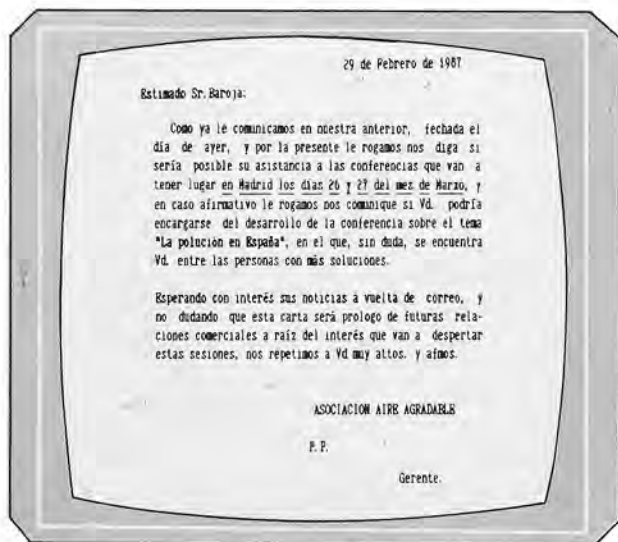 29 de Febrero de 1987
Estimado Sr. Baroja:
Como ya le comunicamos en nuestra anterior, fechada el
día de ayer, y por la presente le rogamos nos diga si
sería posible su asistancia a las conferencias que van a
tener lugar en Madrid los días 26 y 27 del mes de Marzo, y
en caso afirmativo le rogamos nos comunique si Vd. podría
encargarse del desarrollo de la conferencia sobre el tema
"La polución en España", en el que, sin duda, se encuentra
Vd. entre las personas con más soluciones.
Esperando con interés sus noticias a vuelta de correo, y
no dudando que esta carta será prologo de futuras rela-
ciones comerciales a raíz del interés que van a despertar
estas sesiones, nos repetimos a Vd muy attos. y afmos.
ASOCIACION AIRE AGRADABLE
P.P.
Gerente.